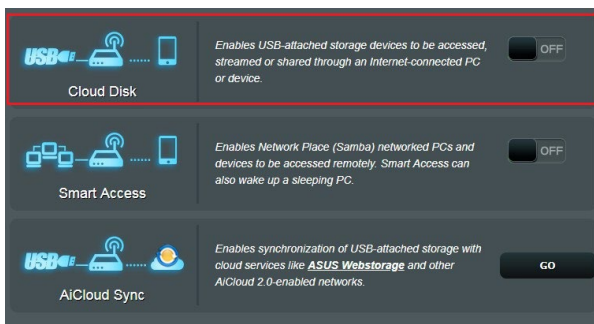 USB
Cloud Disk
Enables USB-attached storage devices to be accessed,
streamed or shared through an Internet-connected PC
or device.
OFF
Smart Access
Enables Network Place (Samba) networked PCs and
devices to be accessed remotely. Smart Access can
also wake up a sleeping PC.
OFF
USB
AiCloud Sync
Enables synchronization of USB-attached storage with
cloud services like ASUS Webstorage and other
AiCloud 2.0-enabled networks.
GO